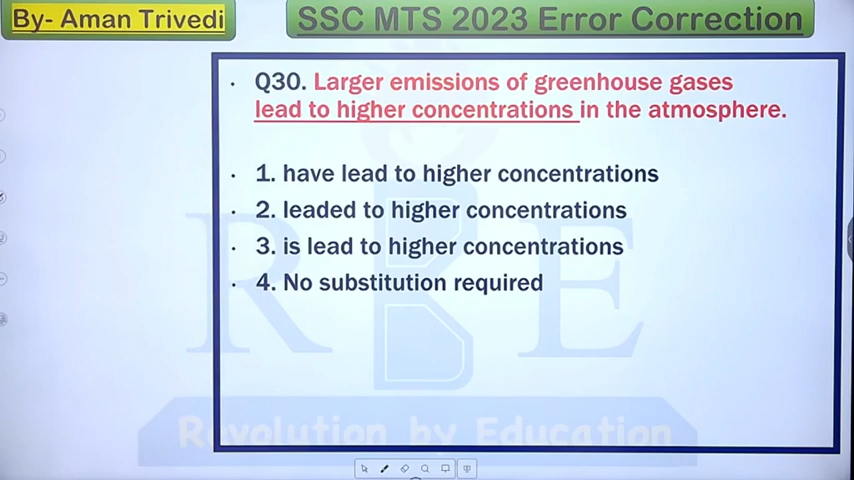 By- Aman Trivedi
SSC MTS 2023 Error Correction
Q30. Larger emissions of greenhouse gases
lead to higher concentrations in the atmosphere.
1. have lead to higher concentrations
2. leaded to higher concentrations
3. is lead to higher concentrations
4. No substitution required
RBE
Revolution by Education